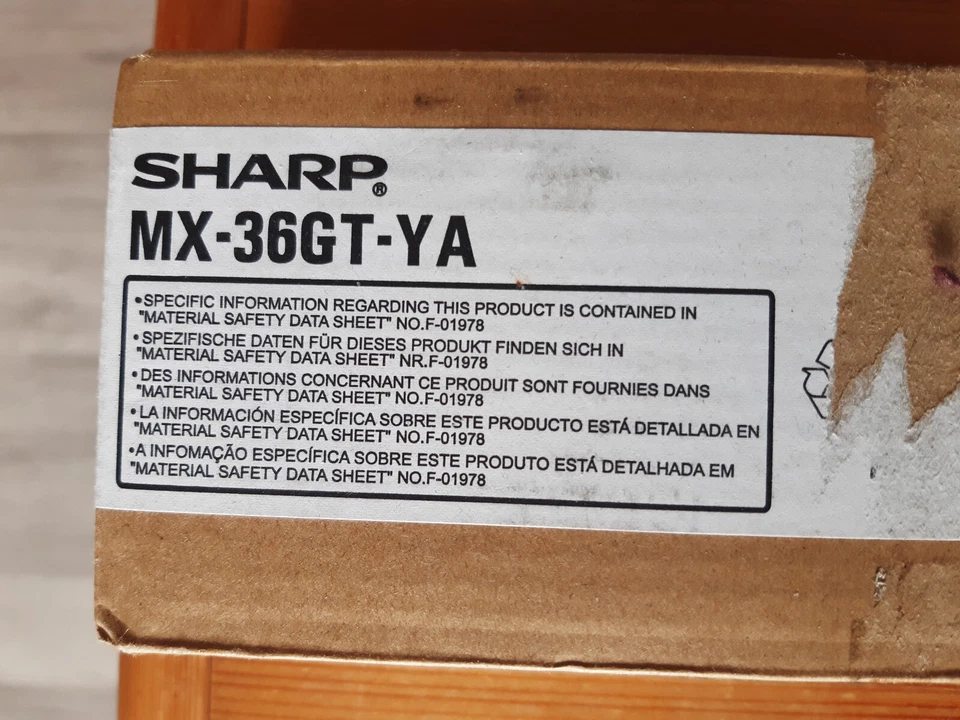 SHARP®
MX-36GT-YA
•SPECIFIC INFORMATION REGARDING THIS PRODUCT IS CONTAINED IN
"MATERIAL SAFETY DATA SHEET" NO.F-01978
•SPEZIFISCHE DATEN FÜR DIESES PRODUKT FINDEN SICH IN
"MATERIAL SAFETY DATA SHEET" NR.F-01978
•DES INFORMATIONS CONCERNANT CE PRODUIT SONT FOURNIES DANS
"MATERIAL SAFETY DATA SHEET" NO.F-01978
•LA INFORMACIÓN ESPECÍFICA SOBRE ESTE PRODUCTO ESTÁ DETALLADA EN
"MATERIAL SAFETY DATA SHEET" NO.F-01978
•A INFOMAÇÃO ESPECÍFICA SOBRE ESTE PRODUTO ESTÁ DETALHADA EM
"MATERIAL SAFETY DATA SHEET" NO.F-01978